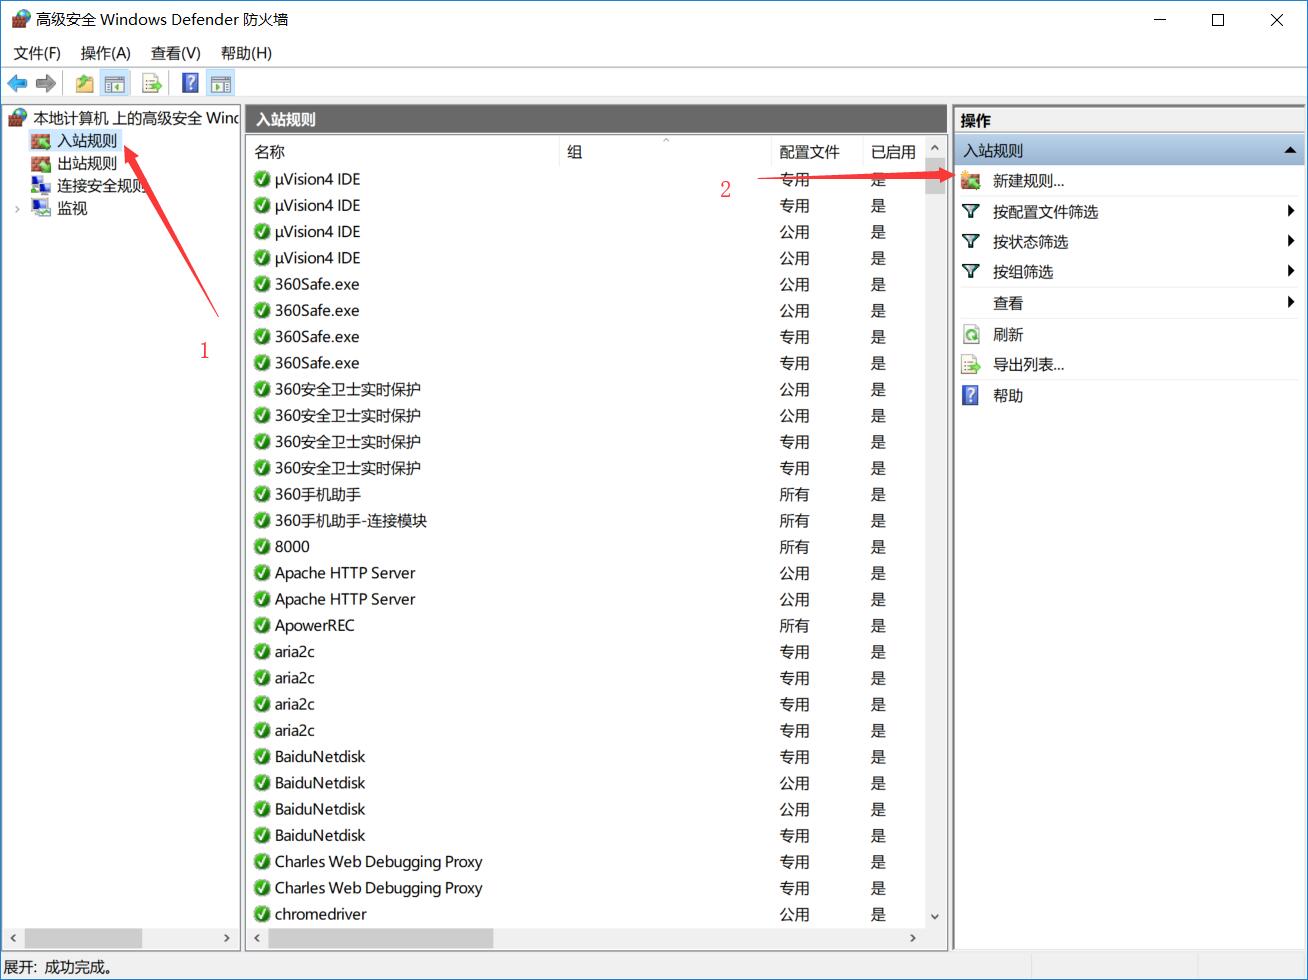 高级安全 Windows Defender 防火墙
文件(F) 操作(A) 查看(V) 帮助(H)
本地计算机 上的高级安全 Wind
入站规则
出站规则
连接安全规则
监视
1
入站规则
名称 组 配置文件 已启用
2
µVision4 IDE 专用 是
µVision4 IDE 专用 是
µVision4 IDE 公用 是
µVision4 IDE 公用 是
360Safe.exe 公用 是
360Safe.exe 公用 是
360Safe.exe 专用 是
360Safe.exe 专用 是
360安全卫士实时保护 公用 是
360安全卫士实时保护 公用 是
360安全卫士实时保护 专用 是
360安全卫士实时保护 专用 是
360手机助手 所有 是
360手机助手-连接模块 所有 是
8000 所有 是
Apache HTTP Server 公用 是
Apache HTTP Server 公用 是
ApowerREC 所有 是
aria2c 专用 是
aria2c 专用 是
aria2c 专用 是
aria2c 专用 是
BaiduNetdisk 专用 是
BaiduNetdisk 公用 是
BaiduNetdisk 公用 是
BaiduNetdisk 专用 是
Charles Web Debugging Proxy 专用 是
Charles Web Debugging Proxy 专用 是
chromedriver 公用 是
操作
入站规则
新建规则...
按配置文件筛选
按状态筛选
按组筛选
查看
刷新
导出列表...
帮助
展开: 成功完成。